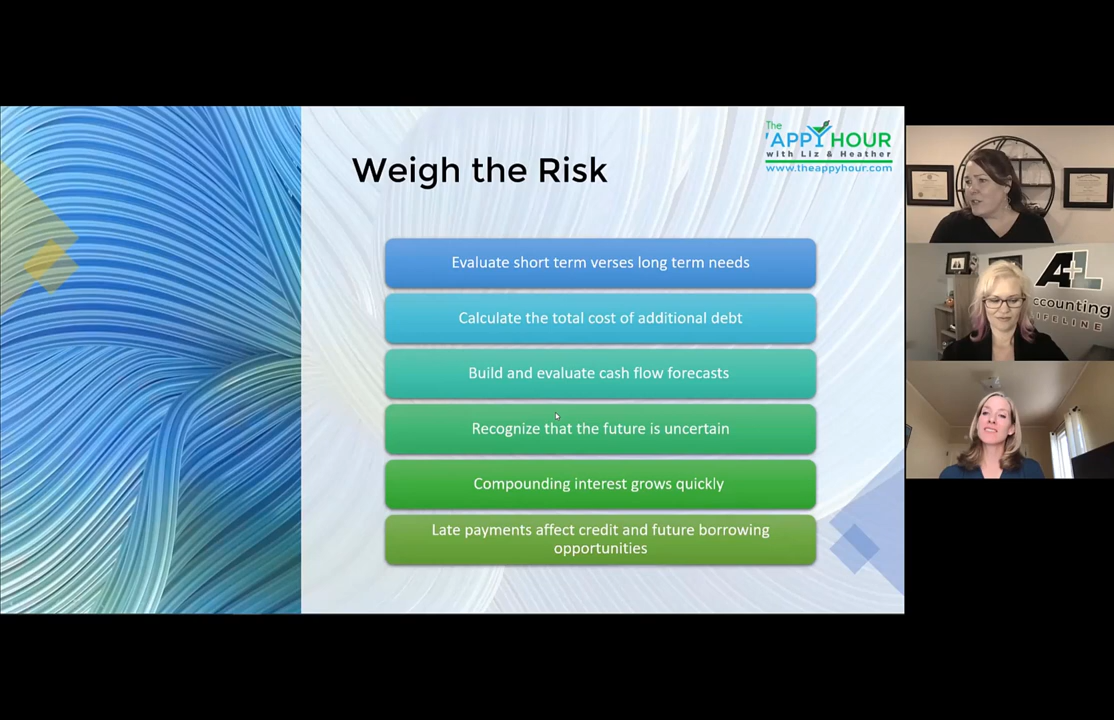 The
'APPY HOUR
with Liz & Heather
www.theappyhour.com
Weigh the Risk
Evaluate short term verses long term needs
Calculate the total cost of additional debt
Build and evaluate cash flow forecasts
Recognize that the future is uncertain
Compounding interest grows quickly
Late payments affect credit and future borrowing
opportunities
A+L
ccounting
IFELINE